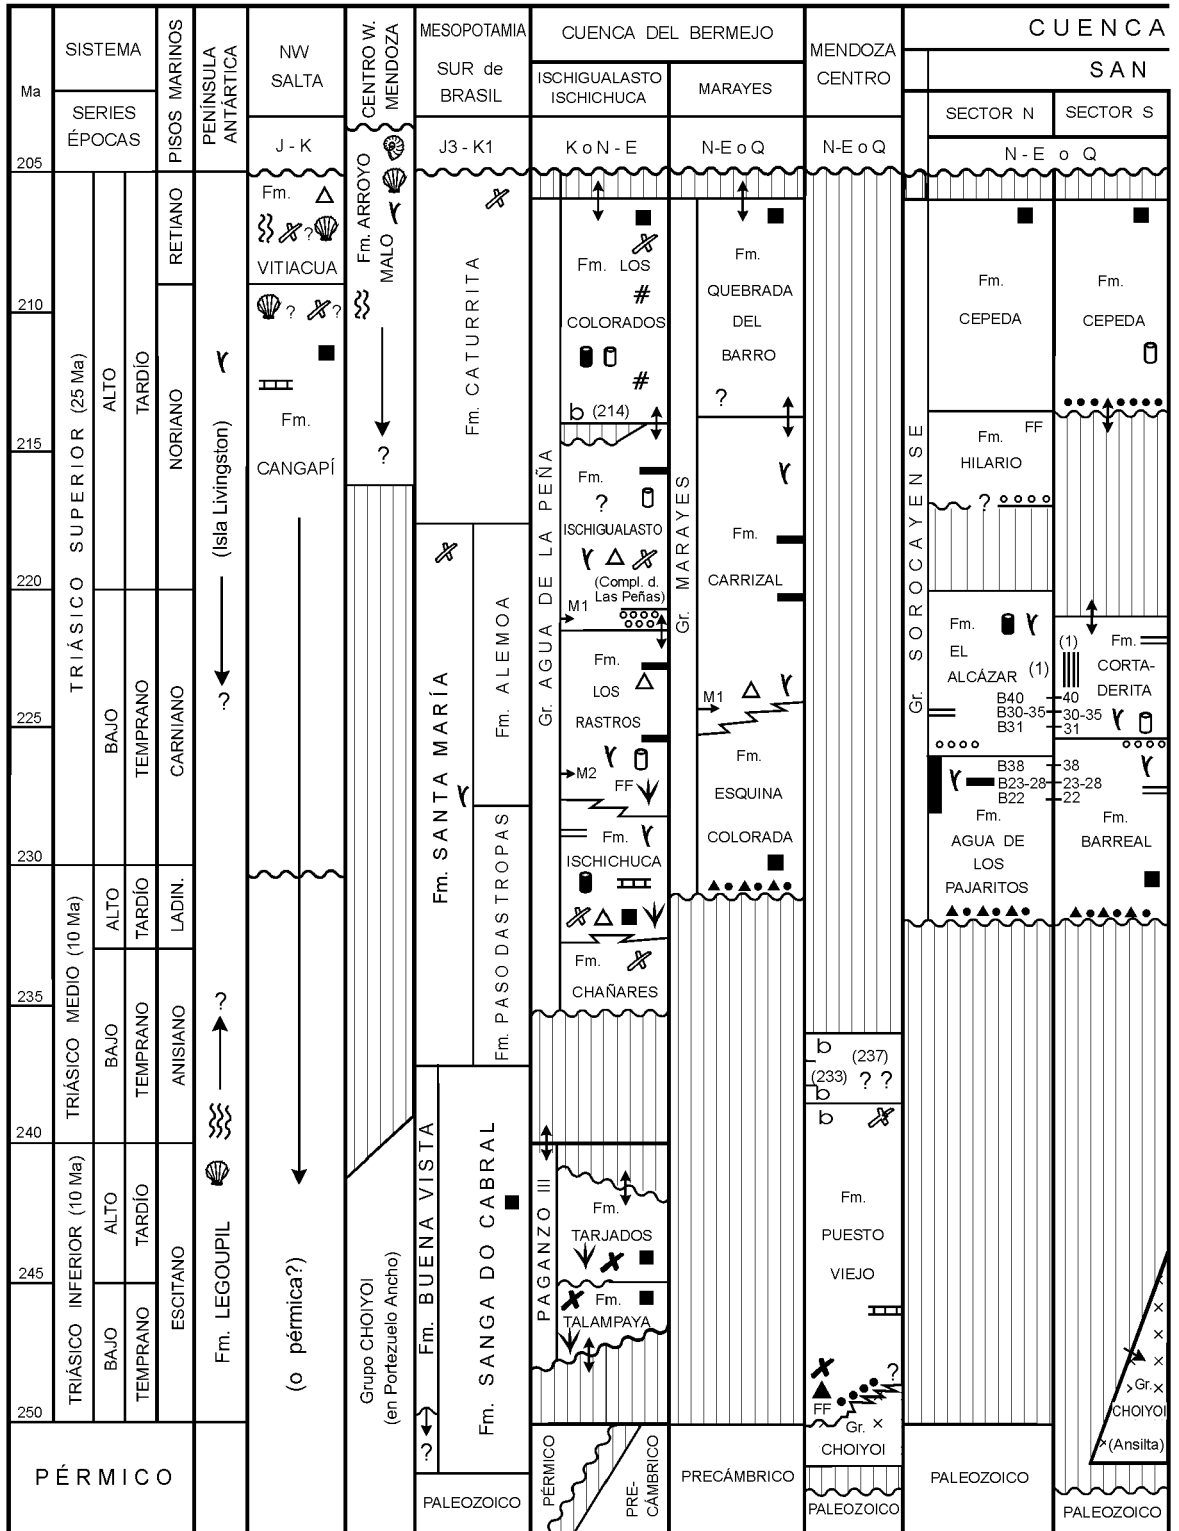 Ma
SISTEMA
SERIES
ÉPOCAS
PISOS MARINOS
PENÍNSULA
ANTÁRTICA
NW
SALTA
J - K
CENTRO W.
MENDOZA
MESOPOTAMIA
SUR de
BRASIL
J3 - K1
CUENCA DEL BERMEJO
ISCHIGUALASTO
ISCHICHUCA
K o N - E
MARAYES
N-E o Q
MENDOZA
CENTRO
N-E o Q
CUENCA
SAN
SECTOR N
SECTOR S
N - E o Q
205
210
215
220
225
230
235
240
245
250
TRIÁSICO SUPERIOR (25 Ma)
ALTO
TARDÍO
BAJO
TEMPRANO
TRIÁSICO MEDIO (10 Ma)
ALTO
TARDÍO
BAJO
TEMPRANO
TRIÁSICO INFERIOR (10 Ma)
ALTO
TARDÍO
BAJO
TEMPRANO
PÉRMICO
RETIANO
NORIANO
CARNIANO
LADIN.
ANISIANO
ESCITANO
(Isla Livingston)
?
?
Fm. LEGOUPIL
Fm.
?
VITIACUA
? ?
Fm.
CANGAPÍ
(o pérmica?)
Fm. ARROYO
MALO
?
Grupo CHOIYOI
(en Portezuelo Ancho)
Fm. CATURRITA
Fm. SANTA MARÍA
Fm. ALEMOA
Fm. PASO DAS TROPAS
Fm. BUENA VISTA
?
Fm. SANGA DO CABRAL
PALEOZOICO
Gr. AGUA DE LA PEÑA
Fm. LOS
#
COLORADOS
#
b (214)
Fm.
?
ISCHIGUALASTO
(Compl. d.
Las Peñas)
M1
Fm.
LOS
RASTROS
M2
FF
Fm.
ISCHICHUCA
Fm.
CHAÑARES
PAGANZO III
Fm.
TARJADOS
Fm.
TALAMPAYA
PÉRMICO
PRE-
CÁMBRICO
Gr. MARAYES
Fm.
QUEBRADA
DEL
BARRO
?
Fm.
CARRIZAL
M1
Fm.
ESQUINA
COLORADA
PRECÁMBRICO
b (237)
(233) ? ?
b
b
Fm.
PUESTO
VIEJO
?
FF
Gr. x
CHOIYOI
PALEOZOICO
Gr. SOROCAYENSE
Fm.
CEPEDA
Fm. FF
HILARIO
?
Fm.
EL
ALCÁZAR (1)
B40
B30-35
B31
B38
B23-28
B22
Fm.
AGUA DE
LOS
PAJARITOS
PALEOZOICO
Fm.
CEPEDA
(1) Fm.
CORTA-
DERITA
40
30-35
31
38
23-28
22
Fm.
BARREAL
Gr.
CHOIYOI
(Ansilta)
PALEOZOICO